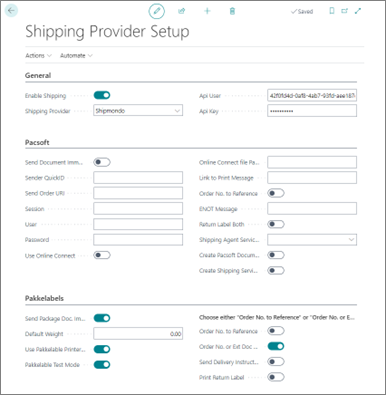 Saved
Shipping Provider Setup
Actions Automate
General
Enable Shipping
Shipping Provider Shipmondo
Api User
Api Key ••••••••••
Pacsoft
Send Document Imm...
Sender QuickID
Send Order URI
Session
User
Password
Use Online Connect
Online Connect file Pa...
Link to Print Message
Order No. to Reference
ENOT Message
Return Label Both
Shipping Agent Servic...
Create Pacsoft Docum...
Create Shipping Servi...
Pakkelabels
Send Package Doc. Im...
Default Weight 0.00
Use Pakkelable Printer...
Pakkelable Test Mode
Choose either "Order No. to Reference" or "Order No. or E...
Order No. to Reference
Order No. or Ext Doc ...
Send Delivery Instruct...
Print Return Label